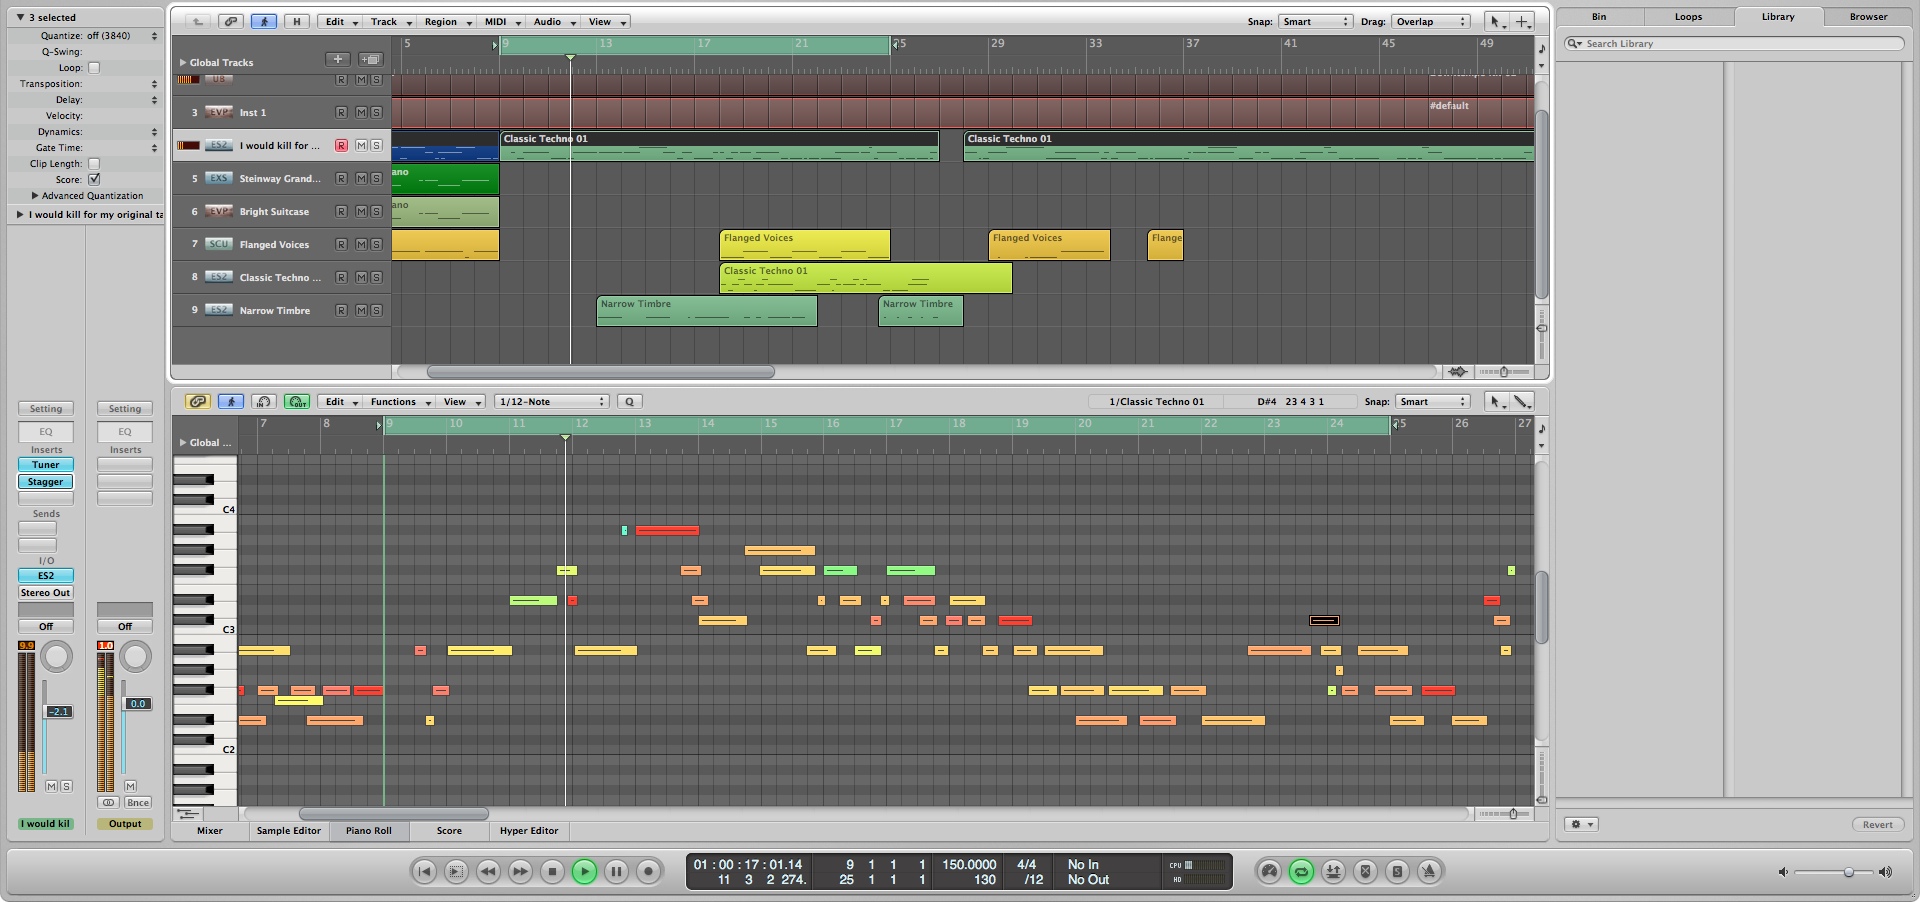 3 selected
Quantize: off (3840)
Q-Swing:
Loop:
Transposition:
Delay:
Velocity:
Dynamics:
Gate Time:
Clip Length:
Score:
Advanced Quantization
I would kill for my original ta
H Edit Track Region MIDI Audio View Snap: Smart Drag: Overlap
5 9 13 17 21 25 29 33 37 41 45 49
Global Tracks
U8 R M S
3 EVP Inst 1 R M S #default
ES2 I would kill for ... R M S Classic Techno 01 Classic Techno 01
5 EXS Steinway Grand... R M S ano
6 EVP Bright Suitcase R M S ano
7 SCU Flanged Voices R M S Flanged Voices Flanged Voices Flange
8 ES2 Classic Techno ... R M S Classic Techno 01
9 ES2 Narrow Timbre R M S Narrow Timbre Narrow Timbre
IN OUT Edit Functions View 1/12-Note Q 1/Classic Techno 01 D#4 23 4 3 1 Snap: Smart
7 8 9 10 11 12 13 14 15 16 17 18 19 20 21 22 23 24 25 26 27
Global ...
C4
C3
C2
Setting Setting
EQ EQ
Inserts Inserts
Tuner
Stagger
Sends
I/O
ES2
Stereo Out
Off Off
9.9 1.0
-2.1 0.0
M S M
Bnce
I would kil Output
Mixer Sample Editor Piano Roll Score Hyper Editor
Bin Loops Library Browser
Search Library
Revert
01 : 00 : 17 : 01.14 9 1 1 1 150.0000 4/4 No In CPU
11 3 2 274. 25 1 1 1 130 /12 No Out HD
S